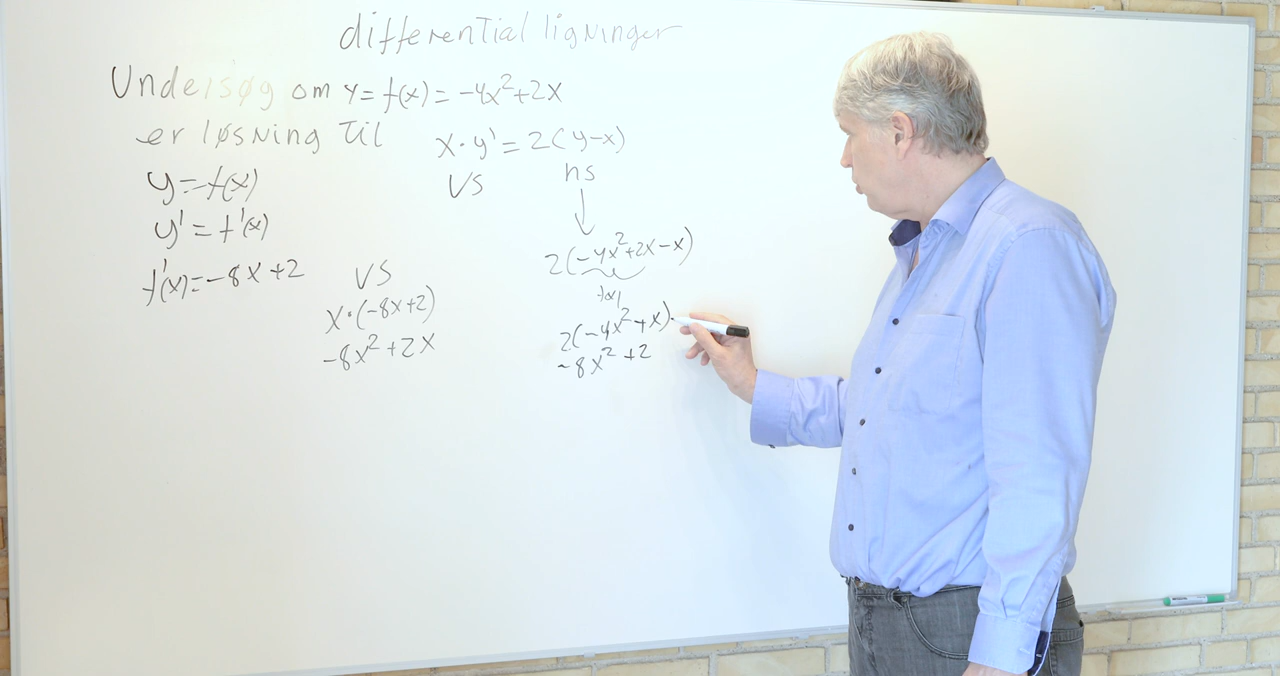 differential ligninger
Undersøg om y = f(x) = -4x²+2x
er løsning til x·y' = 2(y-x)
VS hs
y = f(x)
y' = f'(x)
f'(x) = -8x+2
2(-4x²+2x-x)
f(x)
VS
x·(-8x+2)
2(-4x²+x)
-8x²+2x
-8x²+2